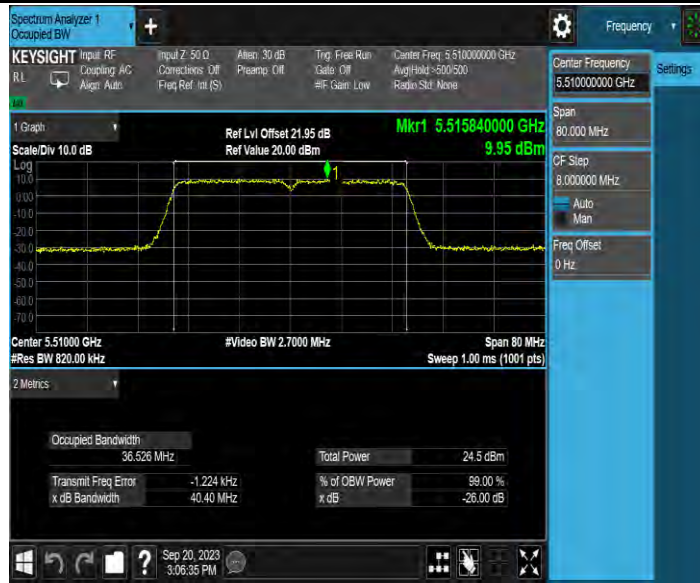 Spectrum Analyzer 1
Occupied BW
+
Frequency
KEYSIGHT
Input: RF
Coupling: AC
Align: Auto
RL
Input Z: 50 Ω
Corrections: Off
Freq Ref: Int (S)
Atten: 30 dB
Preamp: Off
Trig: Free Run
Gate: Off
#IF Gain: Low
Center Freq: 5.510000000 GHz
Avg|Hold:>500/500
Radio Std: None
Center Frequency
5.510000000 GHz
Settings
Span
80.000 MHz
CF Step
8.000000 MHz
Auto
Man
Freq Offset
0 Hz
1 Graph
Scale/Div 10.0 dB
Ref Lvl Offset 21.95 dB
Ref Value 20.00 dBm
Mkr1 5.515840000 GHz
9.95 dBm
Log
10.0
0.00
-10.0
-20.0
-30.0
-40.0
-50.0
-60.0
-70.0
1
Center 5.51000 GHz
#Res BW 820.00 kHz
#Video BW 2.7000 MHz
Span 80 MHz
Sweep 1.00 ms (1001 pts)
2 Metrics
Occupied Bandwidth
36.526 MHz
Total Power 24.5 dBm
Transmit Freq Error -1.224 kHz
% of OBW Power 99.00 %
x dB Bandwidth 40.40 MHz
x dB -26.00 dB
?
Sep 20, 2023
3:06:35 PM